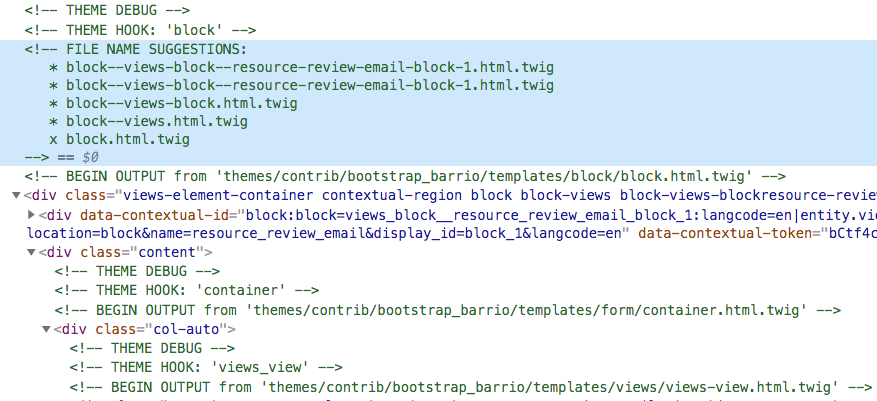 <!-- THEME DEBUG -->
<!-- THEME HOOK: 'block' -->
<!-- FILE NAME SUGGESTIONS:
* block--views-block--resource-review-email-block-1.html.twig
* block--views-block--resource-review-email-block-1.html.twig
* block--views-block.html.twig
* block--views.html.twig
x block.html.twig
--> == $0
<!-- BEGIN OUTPUT from 'themes/contrib/bootstrap_barrio/templates/block/block.html.twig' -->
▼<div class="views-element-container contextual-region block block-views block-views-blockresource-revie
▶<div data-contextual-id="block:block=views_block__resource_review_email_block_1:langcode=en|entity.vi
location=block&name=resource_review_email&display_id=block_1&langcode=en" data-contextual-token="bCtf4c
▼<div class="content">
<!-- THEME DEBUG -->
<!-- THEME HOOK: 'container' -->
<!-- BEGIN OUTPUT from 'themes/contrib/bootstrap_barrio/templates/form/container.html.twig' -->
▼<div class="col-auto">
<!-- THEME DEBUG -->
<!-- THEME HOOK: 'views_view' -->
<!-- BEGIN OUTPUT from 'themes/contrib/bootstrap_barrio/templates/views/views-view.html.twig' -->